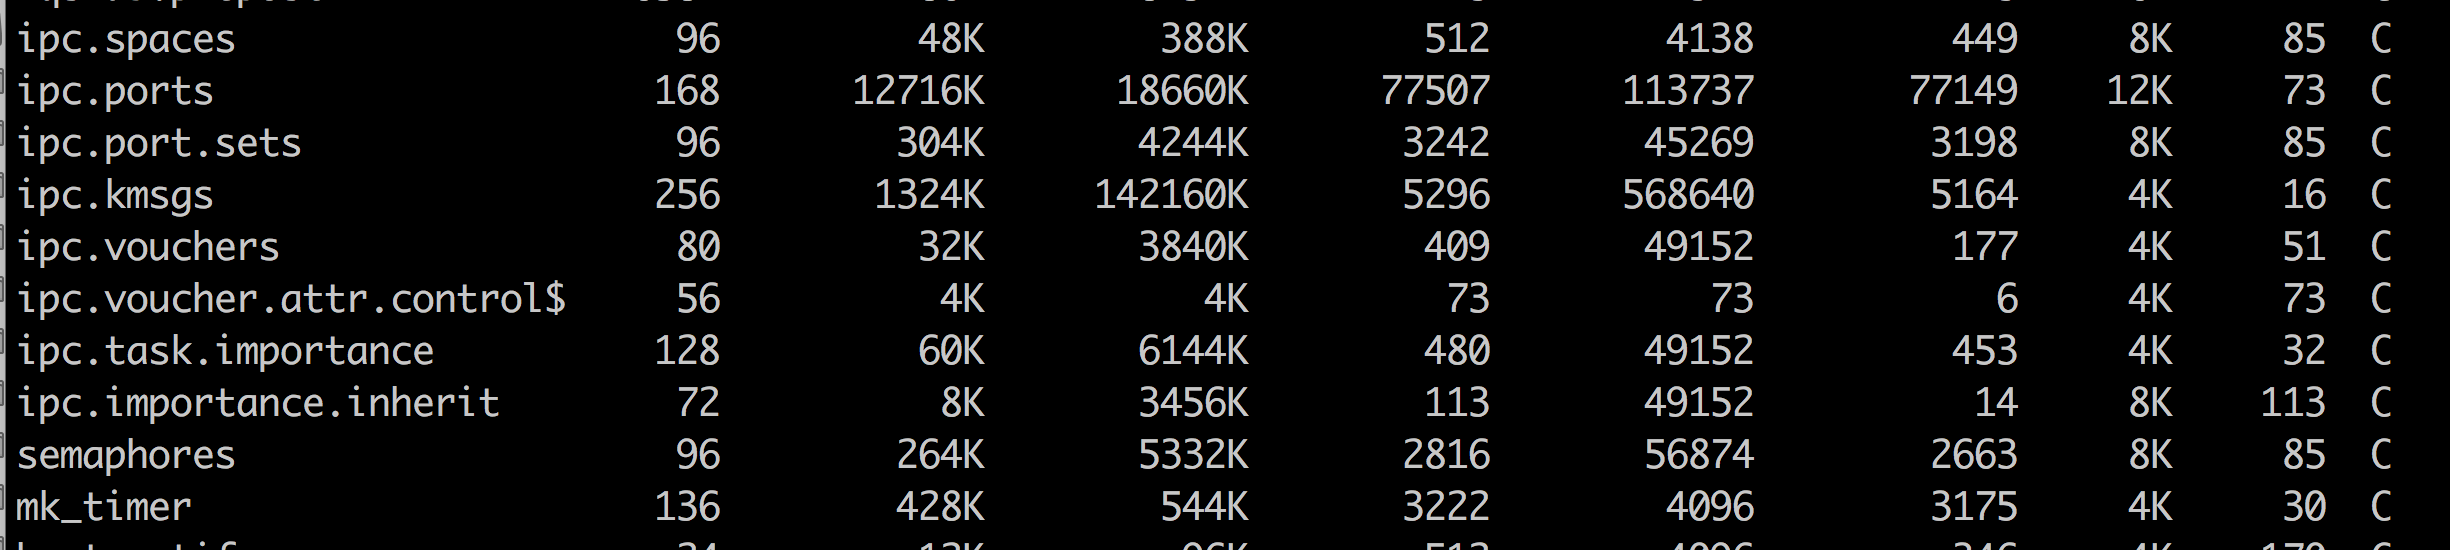 ipc.spaces 96 48K 388K 512 4138 449 8K 85 C
ipc.ports 168 12716K 18660K 77507 113737 77149 12K 73 C
ipc.port.sets 96 304K 4244K 3242 45269 3198 8K 85 C
ipc.kmsgs 256 1324K 142160K 5296 568640 5164 4K 16 C
ipc.vouchers 80 32K 3840K 409 49152 177 4K 51 C
ipc.voucher.attr.control$ 56 4K 4K 73 73 6 4K 73 C
ipc.task.importance 128 60K 6144K 480 49152 453 4K 32 C
ipc.importance.inherit 72 8K 3456K 113 49152 14 8K 113 C
semaphores 96 264K 5332K 2816 56874 2663 8K 85 C
mk_timer 136 428K 544K 3222 4096 3175 4K 30 C